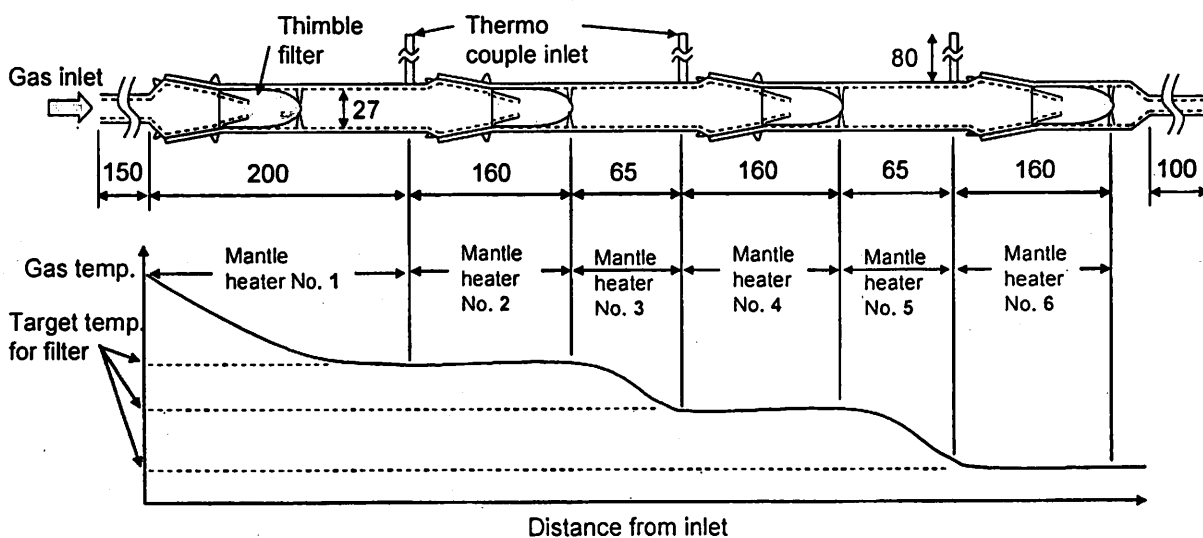 Thimble
filter
Thermo
couple inlet
80
Gas inlet
27
150
200
160
65
160
65
160
100
Gas temp.
Mantle
heater No. 1
Mantle
heater
No. 2
Mantle
heater
No. 3
Mantle
heater
No. 4
Mantle
heater
No. 5
Mantle
heater
No. 6
Target temp.
for filter
Distance from inlet